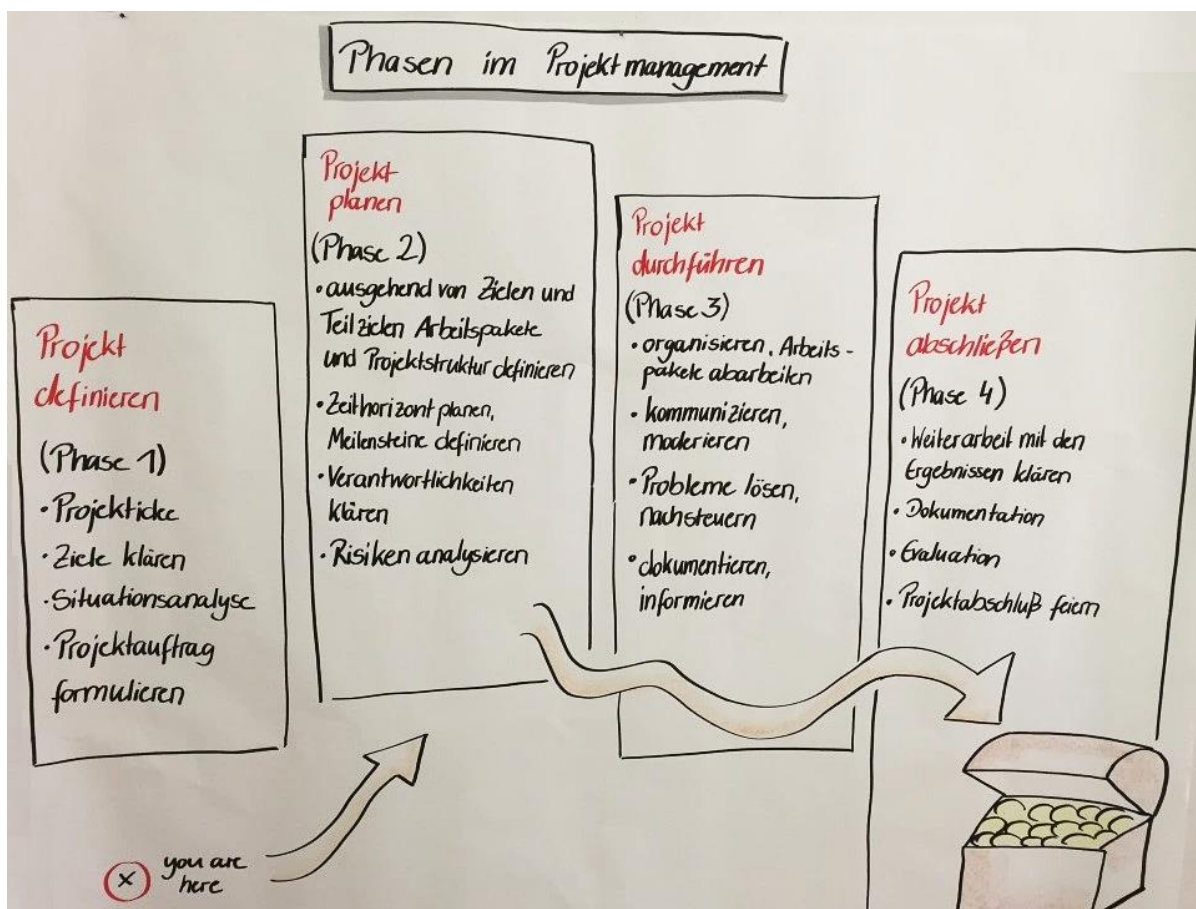 Phasen im Projektmanagement
Projekt
definieren
(Phase 1)
• Projektidee
• Ziele klären
• Situationsanalyse
• Projektauftrag
formulieren
Projekt
planen
(Phase 2)
• ausgehend von Zielen und
Teilzielen Arbeitspakete
und Projektstruktur definieren
• Zeithorizont planen,
Meilensteine definieren
• Verantwortlichkeiten
klären
• Risiken analysieren
Projekt
durchführen
(Phase 3)
• organisieren, Arbeits-
pakete abarbeiten
• kommunizieren,
moderieren
• Probleme lösen,
nachsteuern
• dokumentieren,
informieren
Projekt
abschließen
(Phase 4)
• Weiterarbeit mit den
Ergebnissen klären
• Dokumentation
• Evaluation
• Projektabschluß feiern
x you are
here